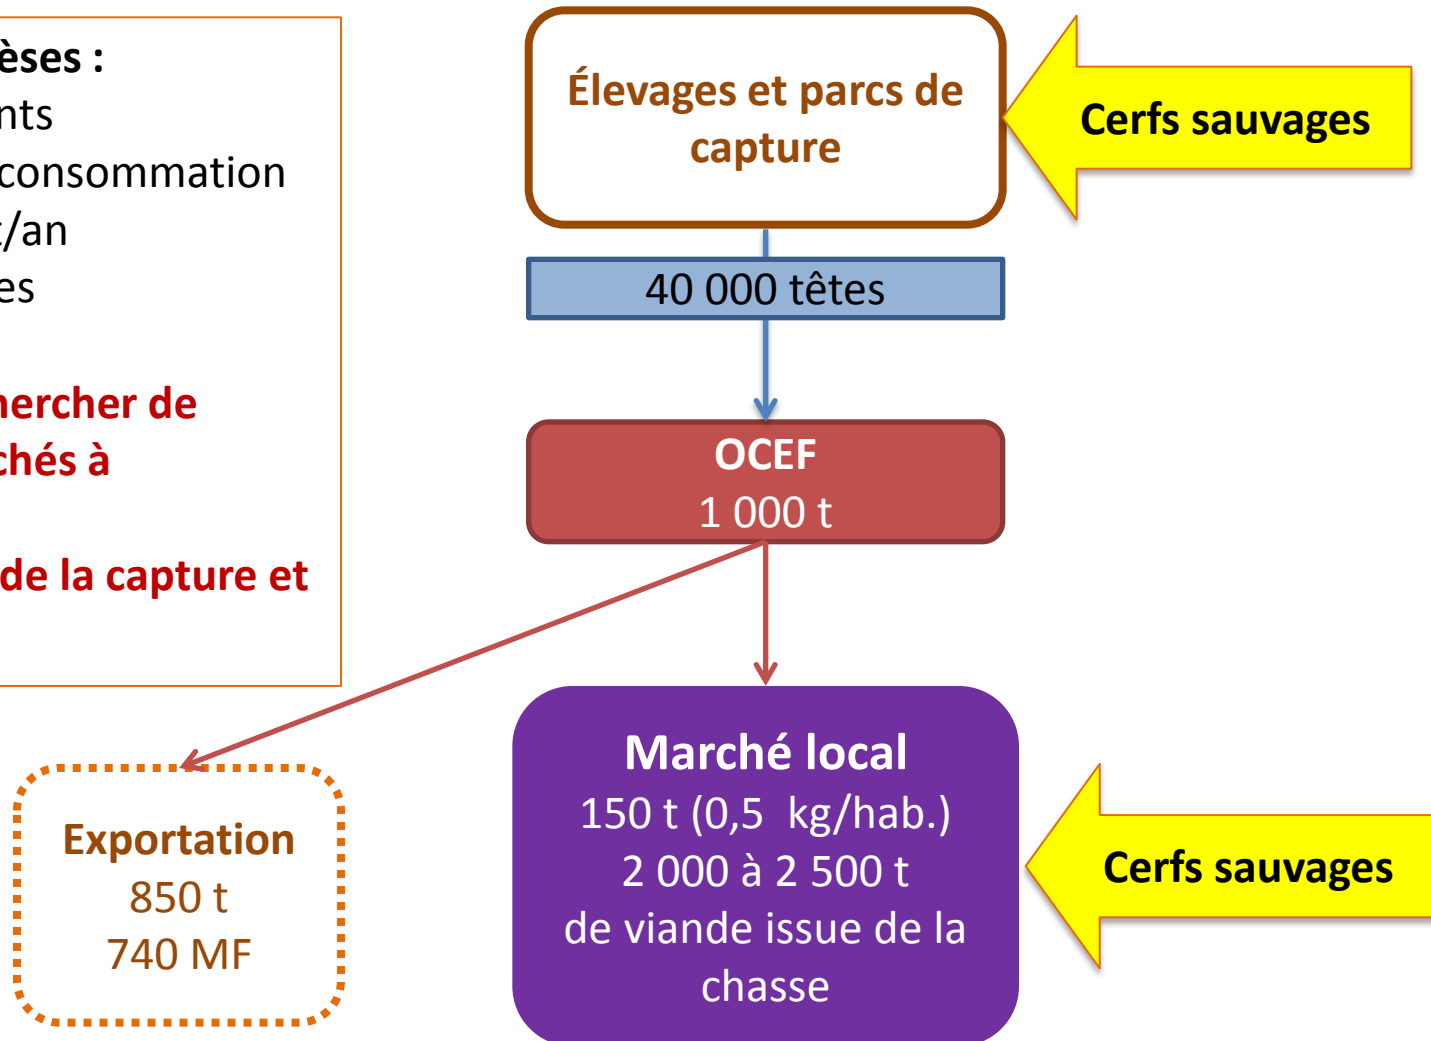 èses :
nts
consommation
t/an
es
hercher de
chés à
de la capture et
Élevages et parcs de
capture
Cerfs sauvages
40 000 têtes
OCEF
1 000 t
Exportation
850 t
740 MF
Marché local
150 t (0,5 kg/hab.)
2 000 à 2 500 t
de viande issue de la
chasse
Cerfs sauvages